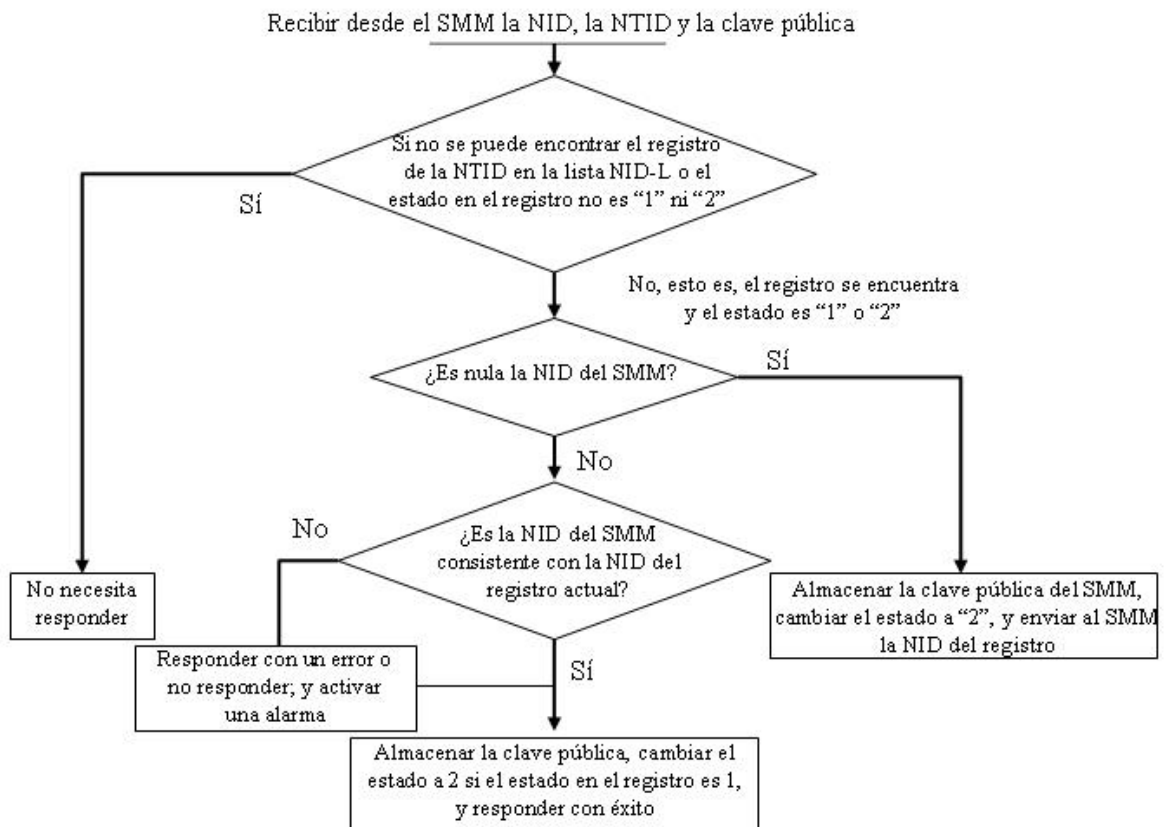 Recibir desde el SMM la NID, la NTID y la clave pública
Si no se puede encontrar el registro
de la NTID en la lista NID-L o el
estado en el registro no es “1” ni “2”
Sí
No, esto es, el registro se encuentra
y el estado es “1” o “2”
¿Es nula la NID del SMM?
Sí
No
No
¿Es la NID del SMM
consistente con la NID del
registro actual?
No necesita
responder
Almacenar la clave pública del SMM,
cambiar el estado a “2”, y enviar al SMM
la NID del registro
Responder con un error o
no responder; y activar
una alarma
Sí
Almacenar la clave pública, cambiar el
estado a 2 si el estado en el registro es 1,
y responder con éxito